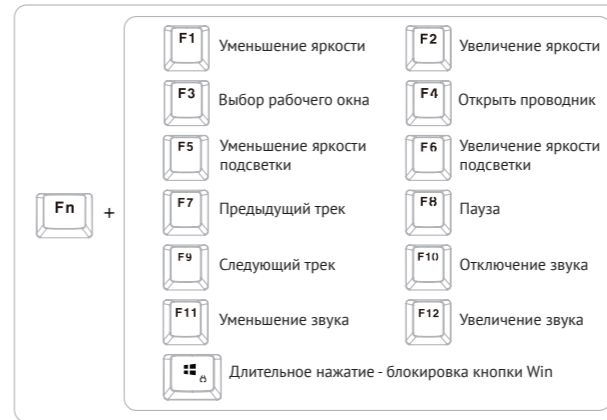 F1 Уменьшение яркости
F2 Увеличение яркости
F3 Выбор рабочего окна
F4 Открыть проводник
F5 Уменьшение яркости
подсветки
F6 Увеличение яркости
подсветки
Fn +
F7 Предыдущий трек
F8 Пауза
F9 Следующий трек
F10 Отключение звука
F11 Уменьшение звука
F12 Увеличение звука
Длительное нажатие - блокировка кнопки Win